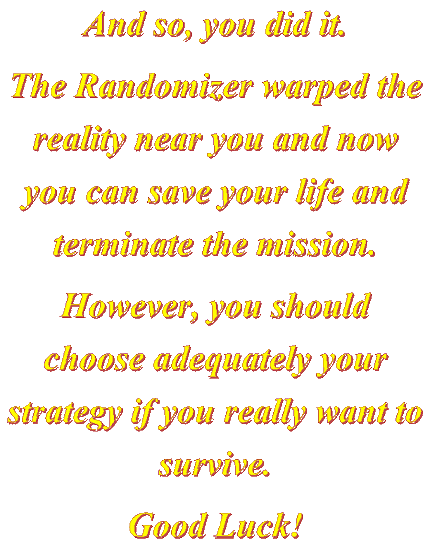 And so, you did it.
The Randomizer warped the
reality near you and now
you can save your life and
terminate the mission.
However, you should
choose adequately your
strategy if you really want to
survive.
Good Luck!